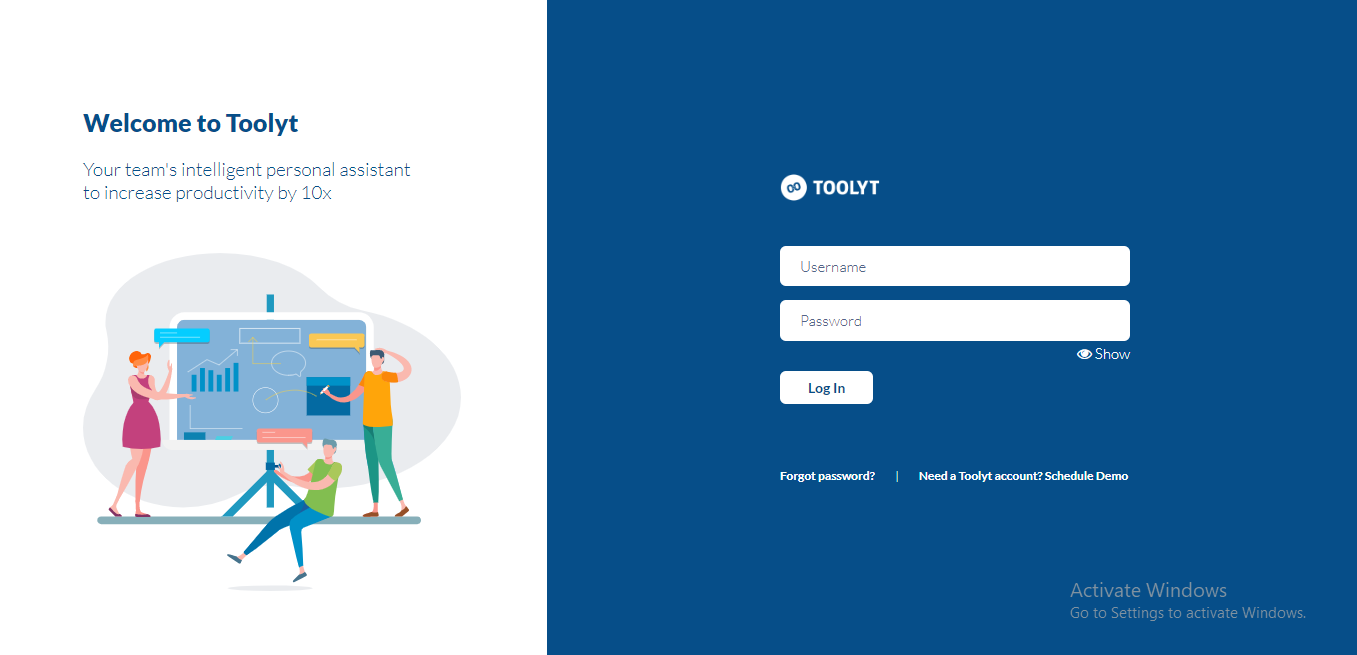 Welcome to Toolyt
Your team's intelligent personal assistant
to increase productivity by 10x
TOOLYT
Username
Password
Show
Log In
Forgot password? | Need a Toolyt account? Schedule Demo
Activate Windows
Go to Settings to activate Windows.